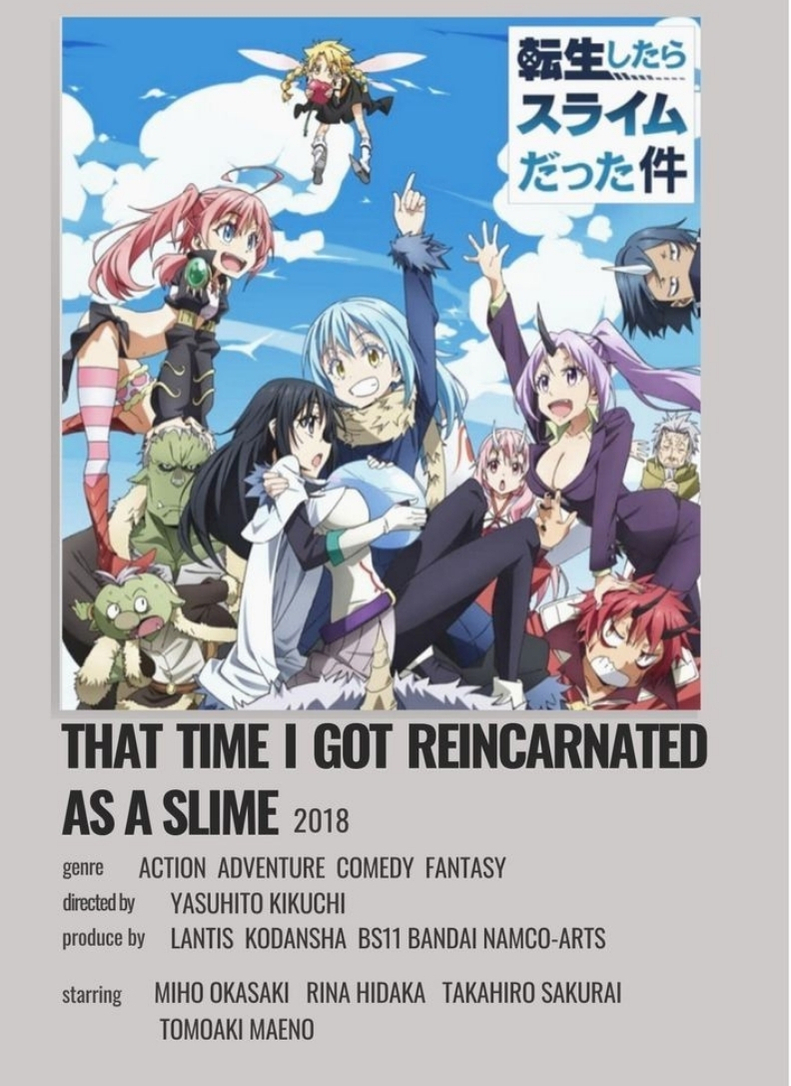 転生したら
スライム
だった件
THAT TIME I GOT REINCARNATED
AS A SLIME 2018
genre ACTION ADVENTURE COMEDY FANTASY
directed by YASUHITO KIKUCHI
produce by LANTIS KODANSHA BS11 BANDAI NAMCO-ARTS
starring MIHO OKASAKI RINA HIDAKA TAKAHIRO SAKURAI
TOMOAKI MAENO